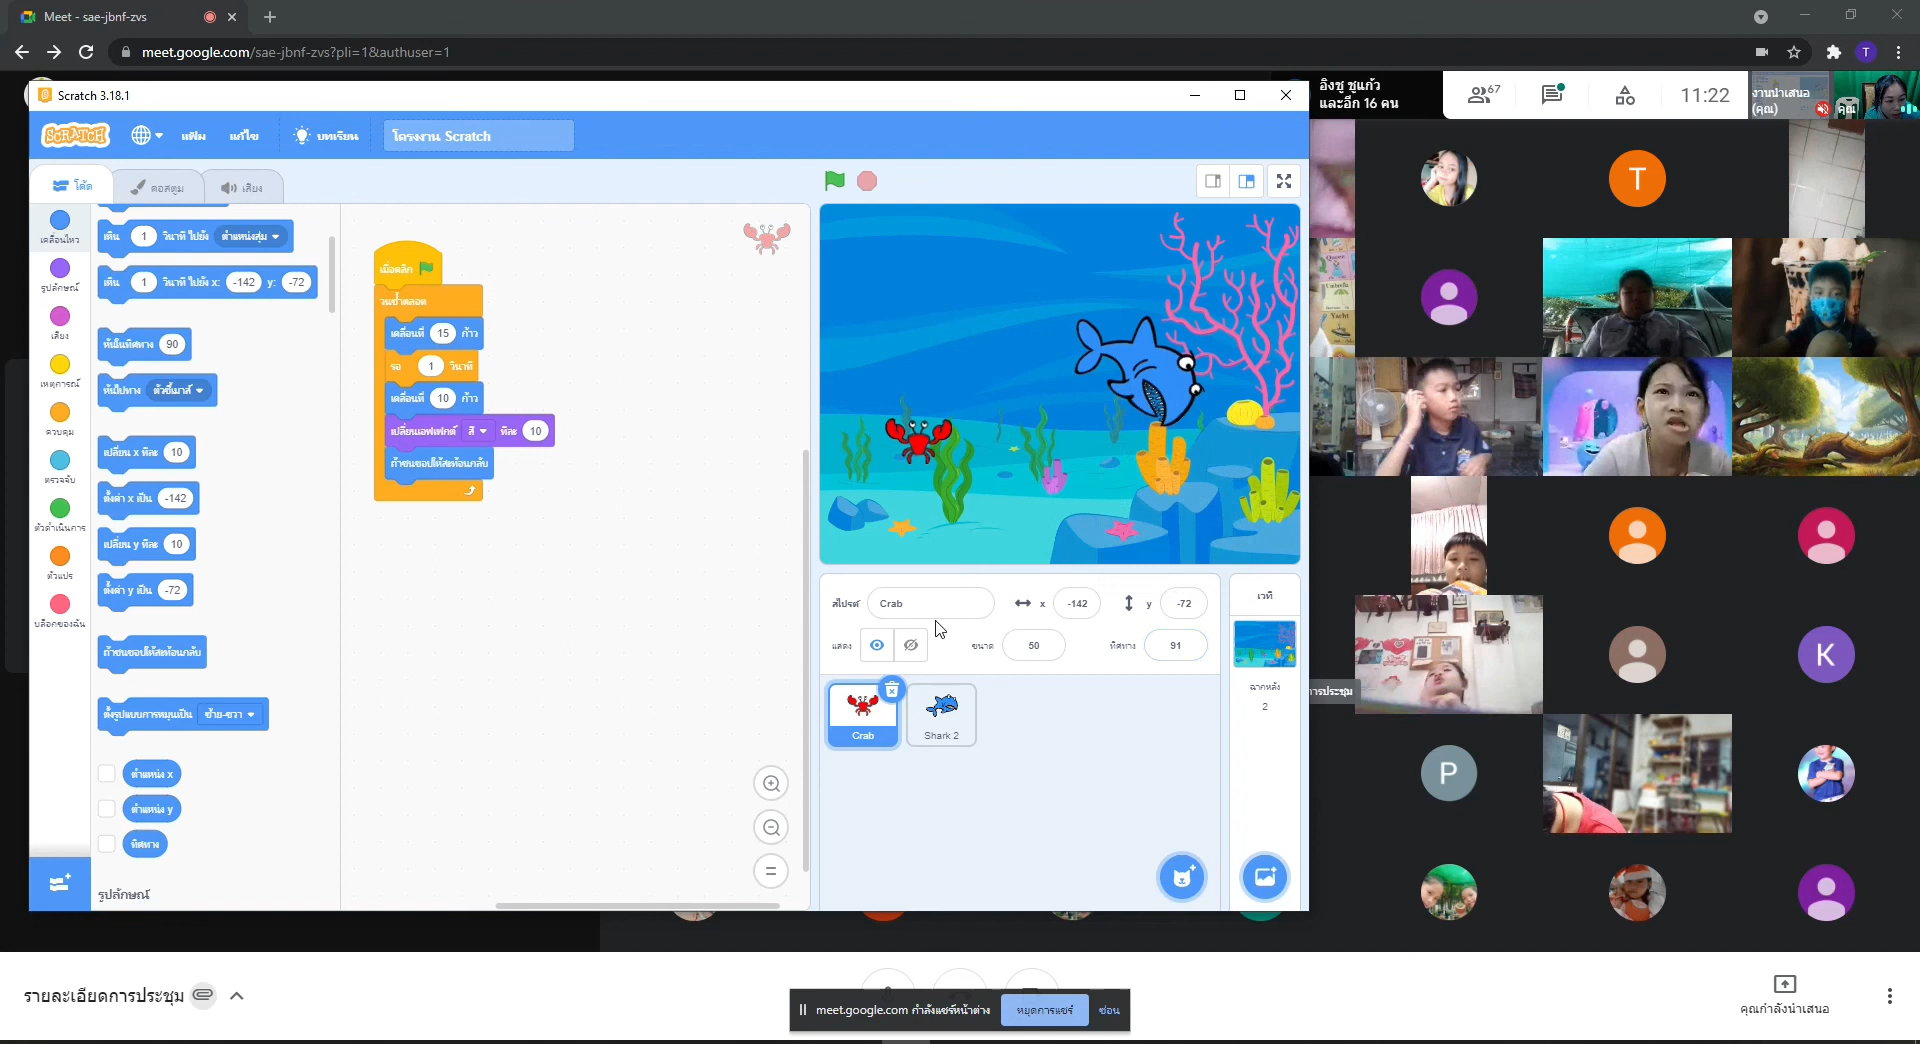 Meet - sae-jbnf-zvs
meet.google.com/sae-jbnf-zvs?pli=1&authuser=1
T
Scratch 3.18.1
SCRATCH
แฟ้ม
แก้ไข
บทเรียน
โครงงาน Scratch
อิงชู ชูแก้ว
และอีก 16 คน
67
11:22
งานนำเสนอ
(คุณ)
คุณ
โค้ด
คอสตูม
เสียง
เคลื่อนไหว
รูปลักษณ์
เสียง
เหตุการณ์
ควบคุม
ตรวจจับ
ตัวดำเนินการ
ตัวแปร
บล็อกของฉัน
เดิน 1 วินาที ไปยัง ตำแหน่งสุ่ม
เดิน 1 วินาที ไปยัง x: -142 y: -72
หันในทิศทาง 90
หันไปทาง ตัวชี้เมาส์
เปลี่ยน x ทีละ 10
ตั้งค่า x เป็น -142
เปลี่ยน y ทีละ 10
ตั้งค่า y เป็น -72
ถ้าชนขอบให้สะท้อนกลับ
ตั้งรูปแบบการหมุนเป็น ซ้าย-ขวา
ตำแหน่ง x
ตำแหน่ง y
ทิศทาง
รูปลักษณ์
เมื่อคลิก
วนซ้ำตลอด
เคลื่อนที่ 15 ก้าว
รอ 1 วินาที
เคลื่อนที่ 10 ก้าว
เปลี่ยนเอฟเฟกต์ สี ทีละ 10
ถ้าชนขอบให้สะท้อนกลับ
สไปรต์ Crab x -142 y -72
แสดง ขนาด 50 ทิศทาง 91
Crab
Shark 2
เวที
ฉากหลัง
2
T
Queen
Umbrella
Yacht
K
P
การประชุม
รายละเอียดการประชุม
meet.google.com กำลังแชร์หน้าต่าง
หยุดการแชร์
ซ่อน
คุณกำลังนำเสนอ